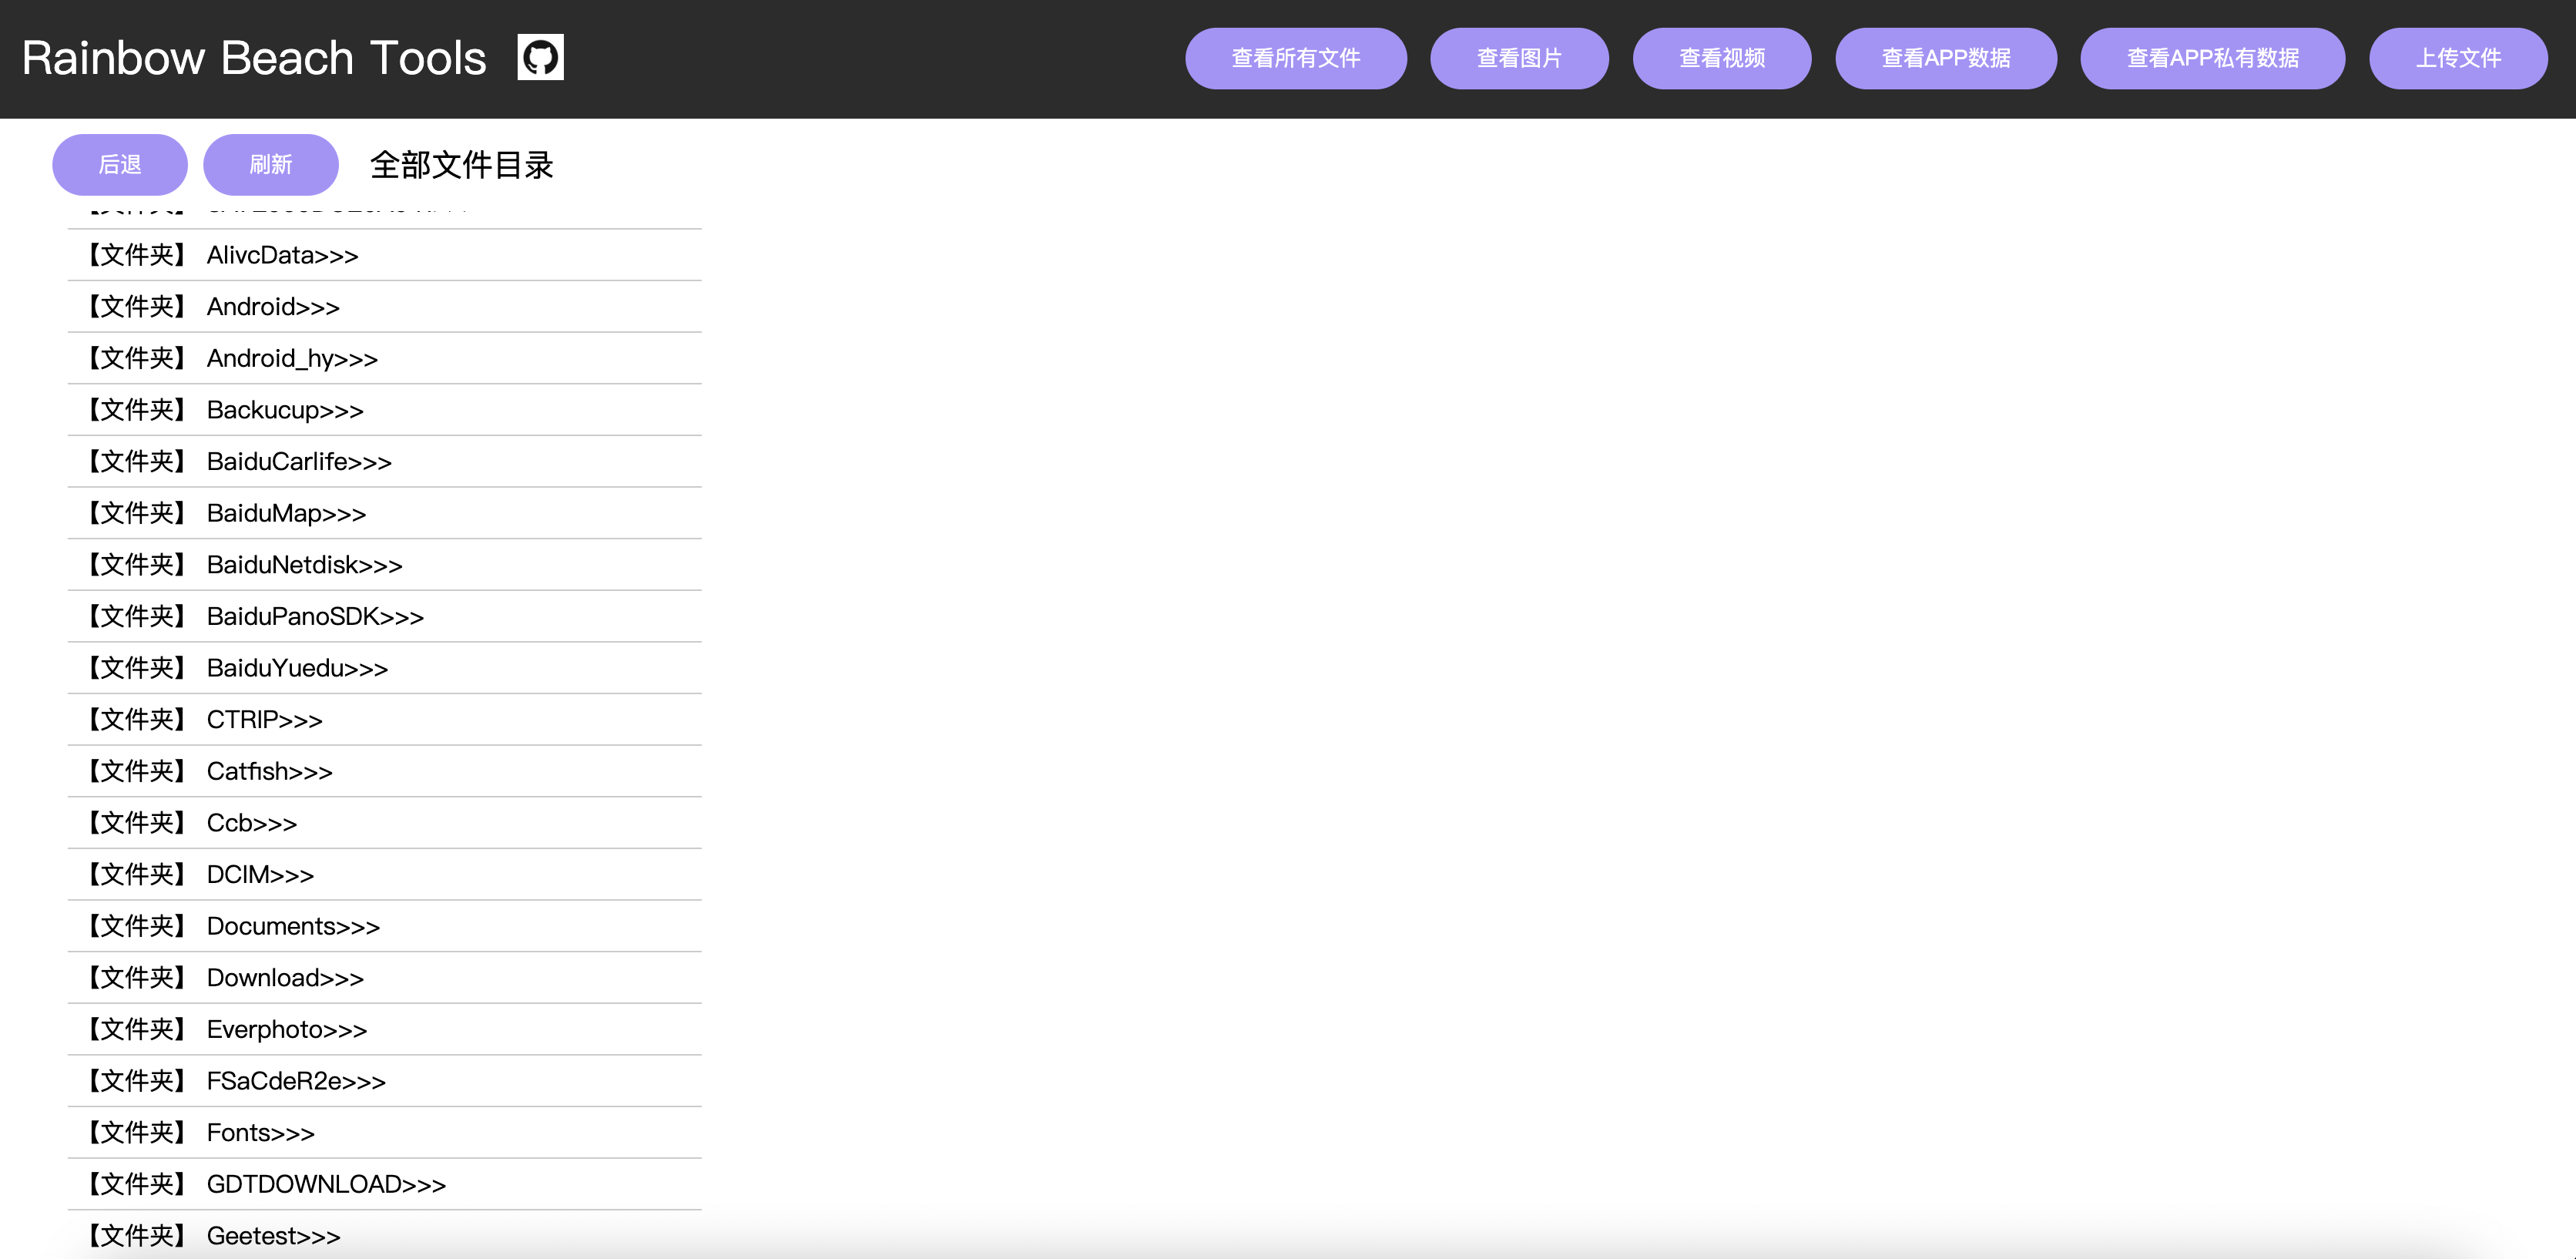 Rainbow Beach Tools
查看所有文件 查看图片 查看视频 查看APP数据 查看APP私有数据 上传文件
后退 刷新 全部文件目录
【文件夹】 AlivcData>>>
【文件夹】 Android>>>
【文件夹】 Android_hy>>>
【文件夹】 Backucup>>>
【文件夹】 BaiduCarlife>>>
【文件夹】 BaiduMap>>>
【文件夹】 BaiduNetdisk>>>
【文件夹】 BaiduPanoSDK>>>
【文件夹】 BaiduYuedu>>>
【文件夹】 CTRIP>>>
【文件夹】 Catfish>>>
【文件夹】 Ccb>>>
【文件夹】 DCIM>>>
【文件夹】 Documents>>>
【文件夹】 Download>>>
【文件夹】 Everphoto>>>
【文件夹】 FSaCdeR2e>>>
【文件夹】 Fonts>>>
【文件夹】 GDTDOWNLOAD>>>
【文件夹】 Geetest>>>